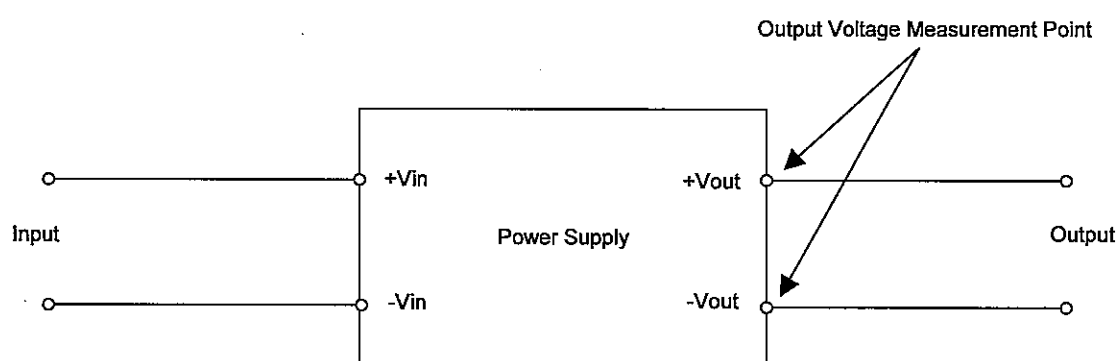 Output Voltage Measurement Point
+Vin
+Vout
Input
Power Supply
Output
-Vin
-Vout